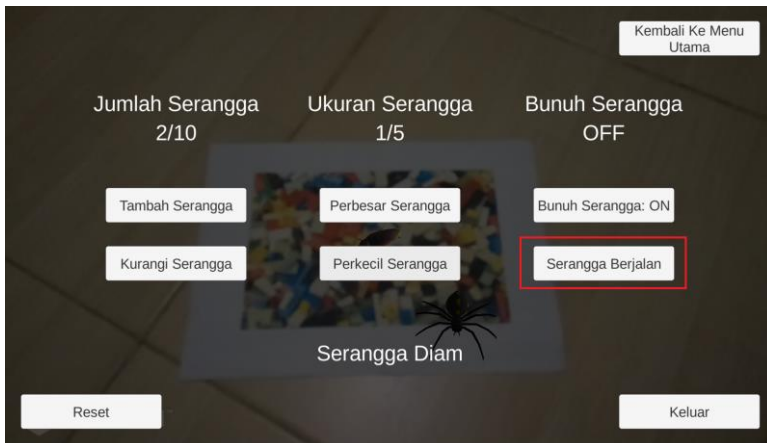 Kembali Ke Menu
Utama
Jumlah Serangga
2/10
Ukuran Serangga
1/5
Bunuh Serangga
OFF
Tambah Serangga
Perbesar Serangga
Bunuh Serangga: ON
Kurangi Serangga
Perkecil Serangga
Serangga Berjalan
Serangga Diam
Reset
Keluar